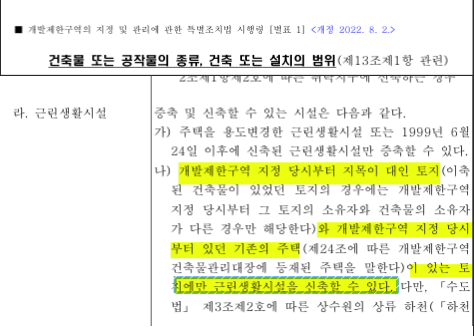 ■ 개발제한구역의 지정 및 관리에 관한 특별조치법 시행령 [별표 1] <개정 2022. 8. 2.>
건축물 또는 공작물의 종류, 건축 또는 설치의 범위(제13조제1항 관련)
라. 근린생활시설
증축 및 신축할 수 있는 시설은 다음과 같다.
가) 주택을 용도변경한 근린생활시설 또는 1999년 6월
24일 이후에 신축된 근린생활시설만 증축할 수 있다.
나) 개발제한구역 지정 당시부터 지목이 대인 토지(이축
된 건축물이 있었던 토지의 경우에는 개발제한구역
지정 당시부터 그 토지의 소유자와 건축물의 소유자
가 다른 경우만 해당한다)와 개발제한구역 지정 당시
부터 있던 기존의 주택(제24조에 따른 개발제한구역
건축물관리대장에 등재된 주택을 말한다)이 있는 토
지에만 근린생활시설을 신축할 수 있다. 다만, 「수도
법」 제3조제2호에 따른 상수원의 상류 하천(「하천